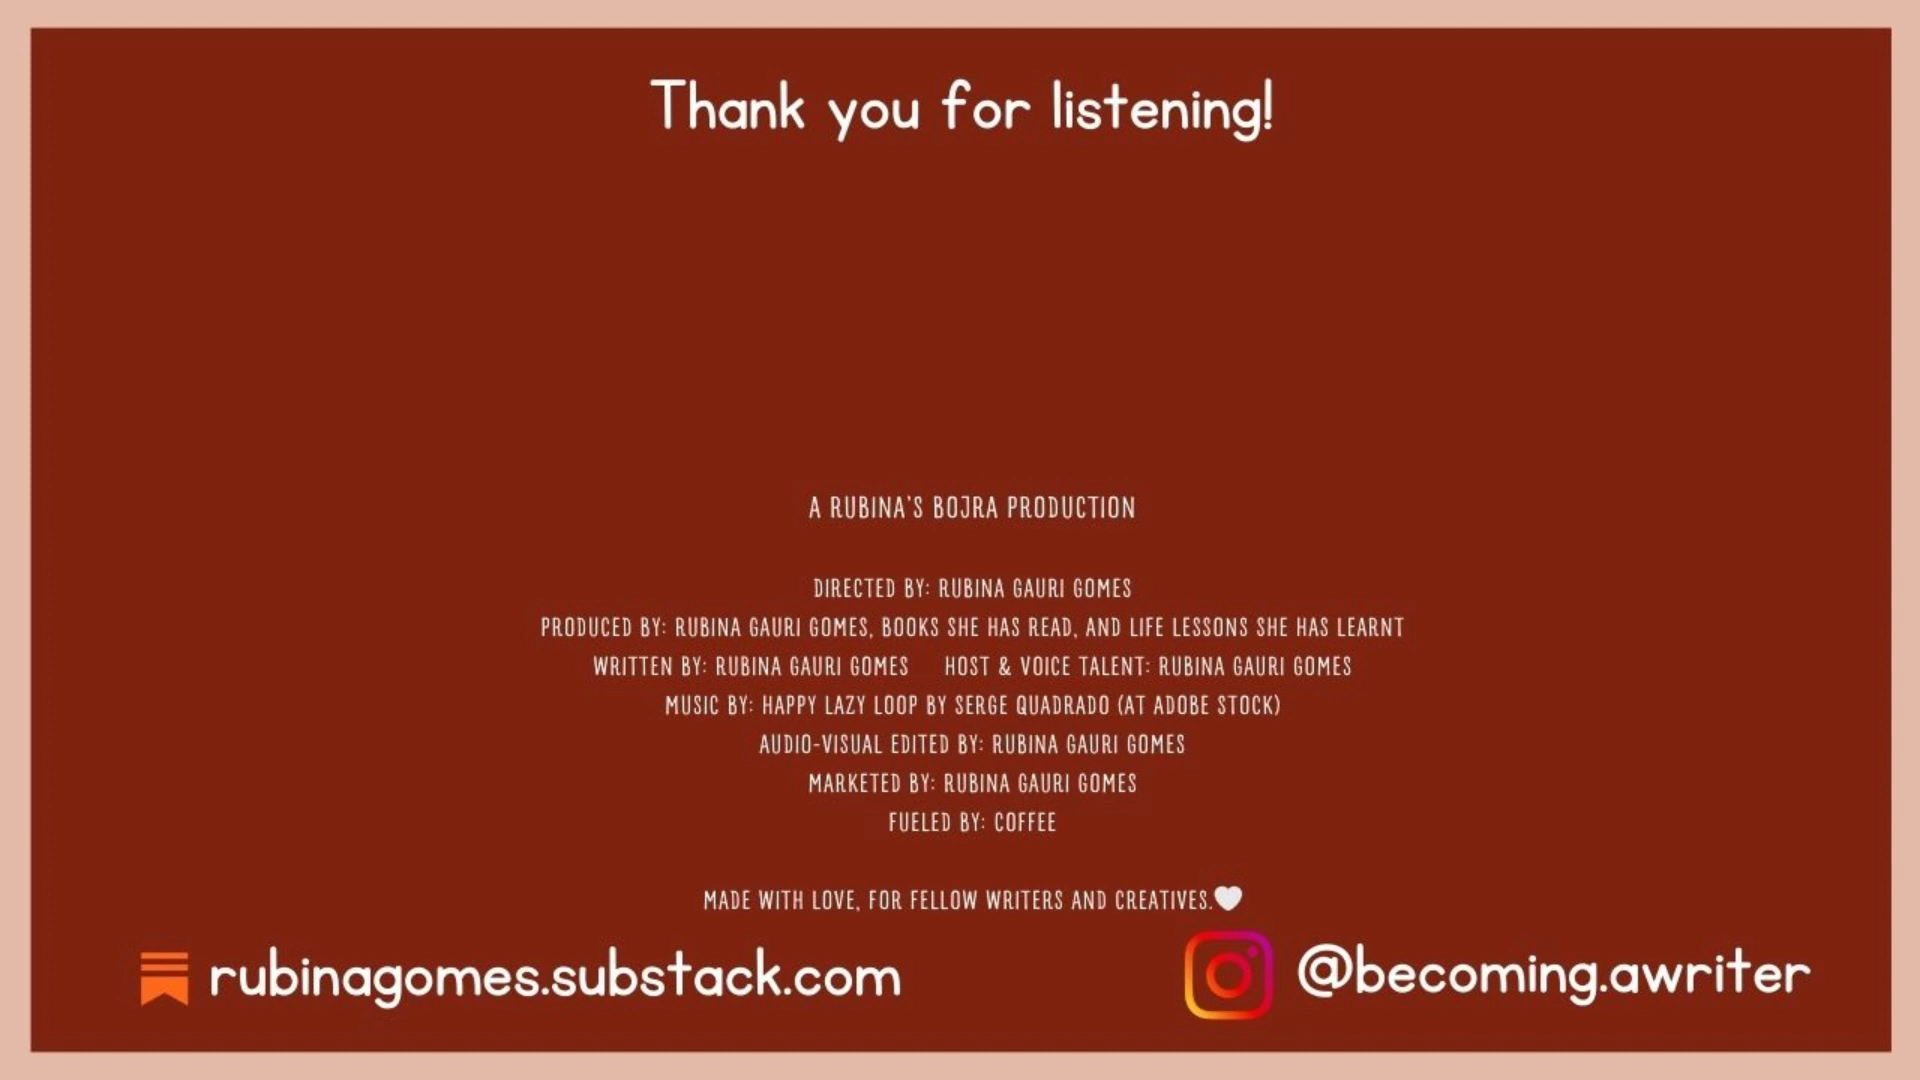 Thank you for listening!
A RUBINA'S BOJRA PRODUCTION
DIRECTED BY: RUBINA GAURI GOMES
PRODUCED BY: RUBINA GAURI GOMES, BOOKS SHE HAS READ, AND LIFE LESSONS SHE HAS LEARNT
WRITTEN BY: RUBINA GAURI GOMES HOST & VOICE TALENT: RUBINA GAURI GOMES
MUSIC BY: HAPPY LAZY LOOP BY SERGE QUADRADO (AT ADOBE STOCK)
AUDIO-VISUAL EDITED BY: RUBINA GAURI GOMES
MARKETED BY: RUBINA GAURI GOMES
FUELED BY: COFFEE
MADE WITH LOVE, FOR FELLOW WRITERS AND CREATIVES.🤍
rubinagomes.substack.com
@becoming.awriter